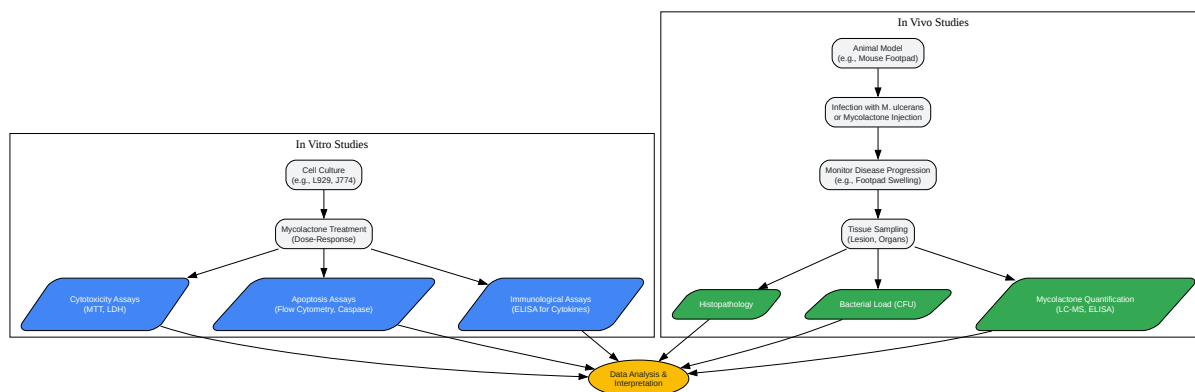 In Vivo Studies
Animal Model
(e.g., Mouse Footpad)
Infection with M. ulcerans
or Mycolactone Injection
Monitor Disease Progression
(e.g., Footpad Swelling)
Tissue Sampling
(Lesion, Organs)
Histopathology
Bacterial Load (CFU)
Mycolactone Quantification
(LC-MS, ELISA)
In Vitro Studies
Cell Culture
(e.g., L929, J774)
Mycolactone Treatment
(Dose-Response)
Cytotoxicity Assays
(MTT, LDH)
Apoptosis Assays
(Flow Cytometry, Caspase)
Immunological Assays
(ELISA for Cytokines)
Data Analysis &
Interpretation